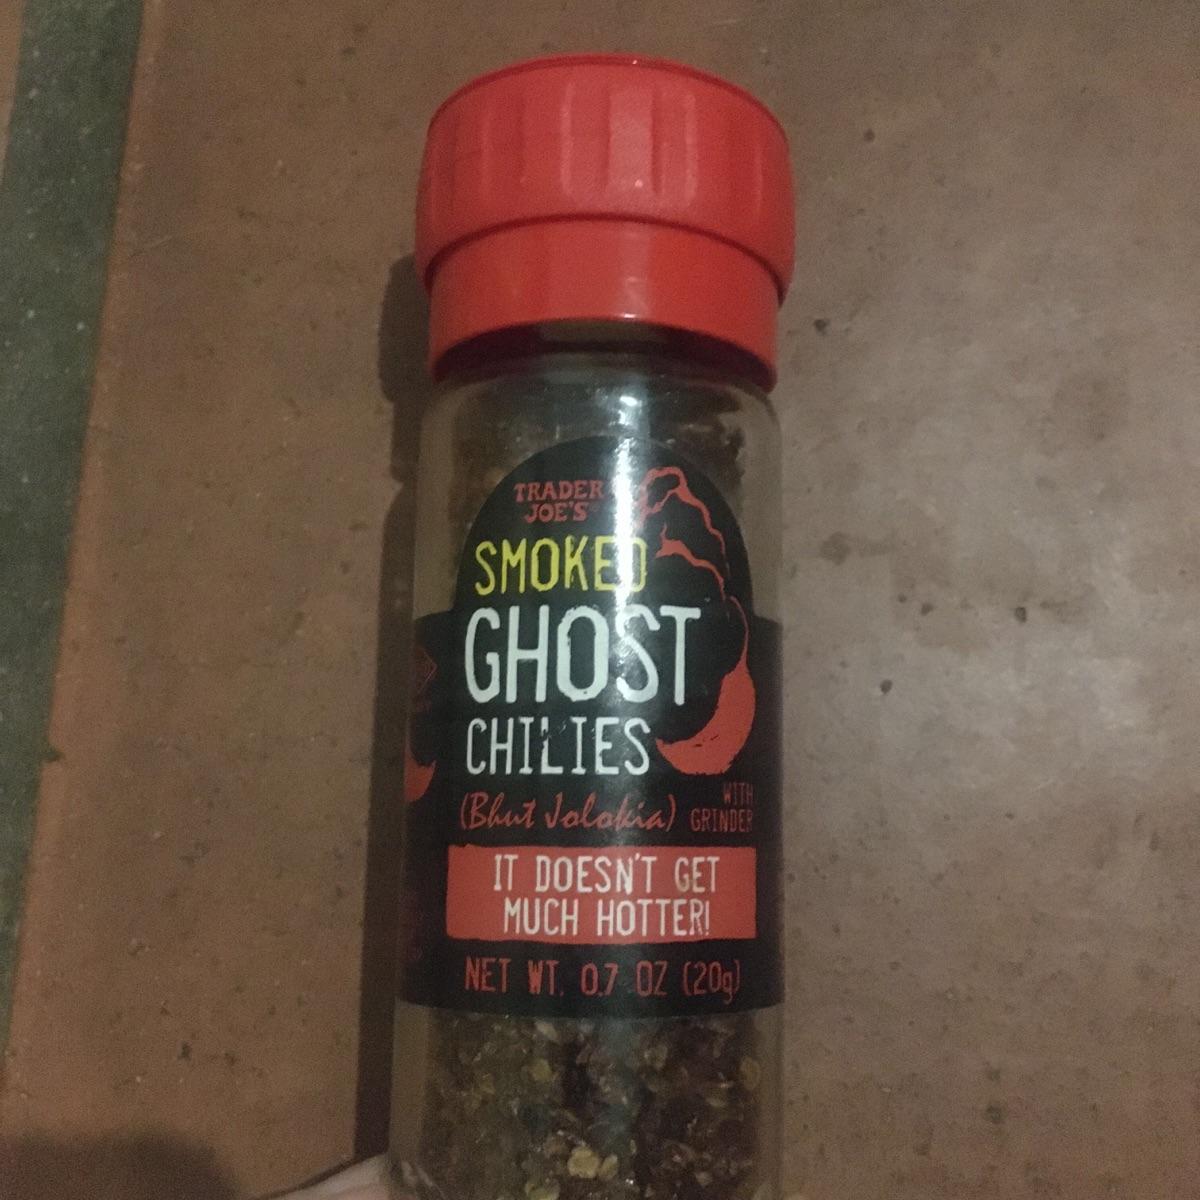 TRADER
JOE'S
SMOKED
GHOST
CHILIES
(Bhut Jolokia)
WITH
GRINDER
IT DOESN'T GET
MUCH HOTTER!
NET WT. 0.7 OZ (20g)